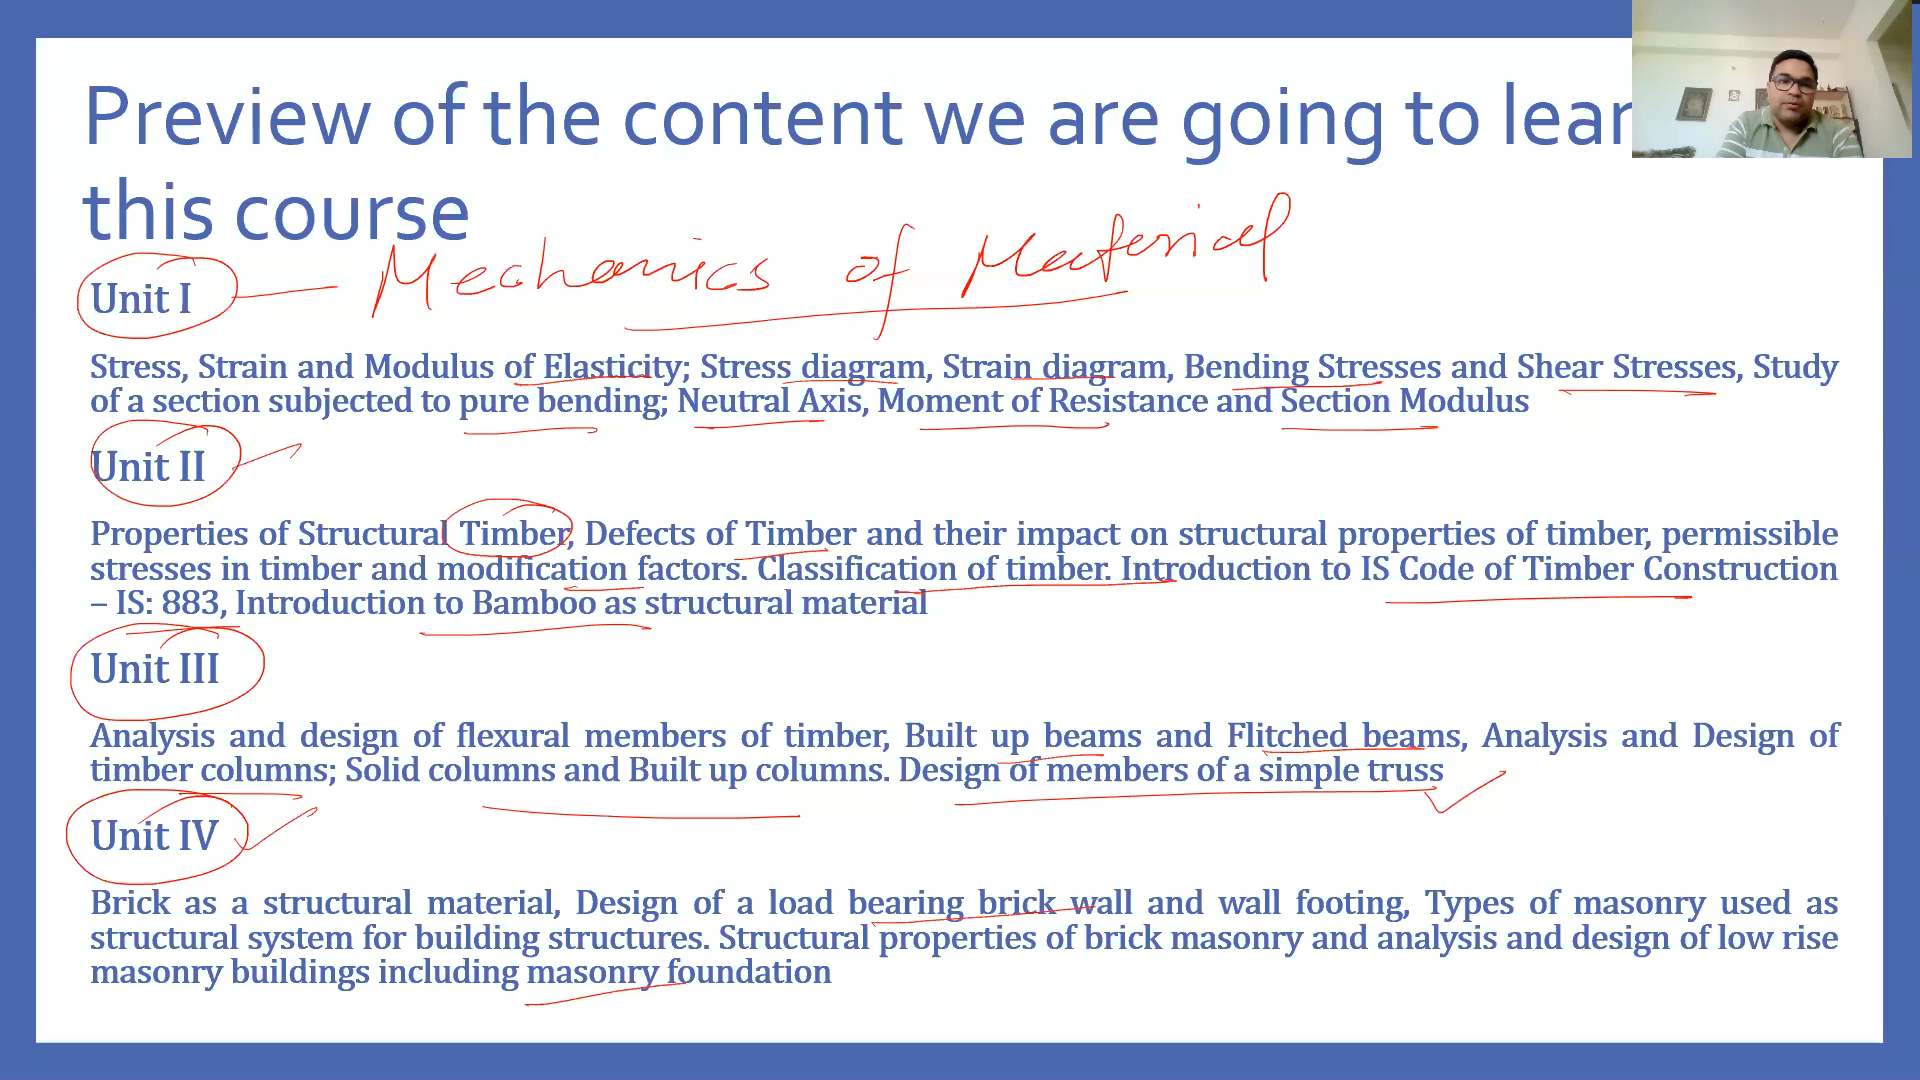 Preview of the content we are going to lear
this course
Mechanics of Material
Unit I
Stress, Strain and Modulus of Elasticity; Stress diagram, Strain diagram, Bending Stresses and Shear Stresses, Study
of a section subjected to pure bending; Neutral Axis, Moment of Resistance and Section Modulus
Unit II
Properties of Structural Timber, Defects of Timber and their impact on structural properties of timber, permissible
stresses in timber and modification factors. Classification of timber. Introduction to IS Code of Timber Construction
– IS: 883, Introduction to Bamboo as structural material
Unit III
Analysis and design of flexural members of timber, Built up beams and Flitched beams, Analysis and Design of
timber columns; Solid columns and Built up columns. Design of members of a simple truss
Unit IV
Brick as a structural material, Design of a load bearing brick wall and wall footing, Types of masonry used as
structural system for building structures. Structural properties of brick masonry and analysis and design of low rise
masonry buildings including masonry foundation